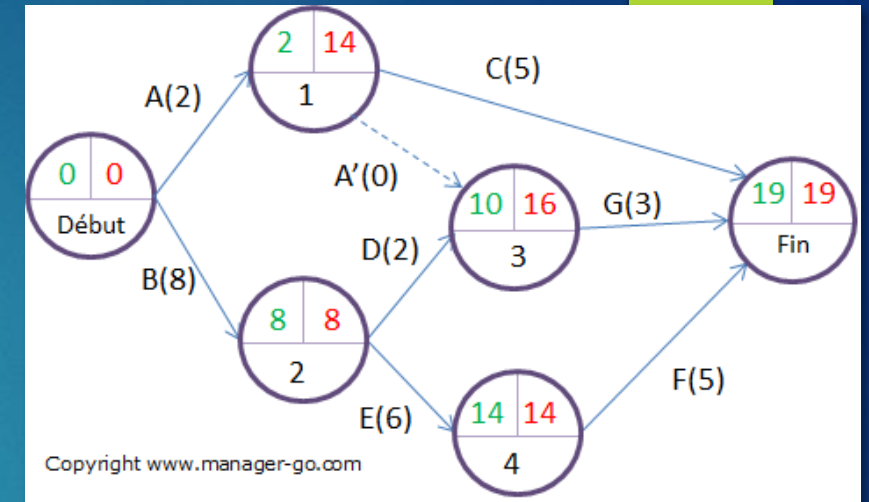 2 14
1
C(5)
A(2)
0 0
Début
A’(0)
10 16
3
G(3)
19 19
Fin
D(2)
B(8)
8 8
2
E(6)
14 14
4
F(5)
Copyright www.manager-go.com